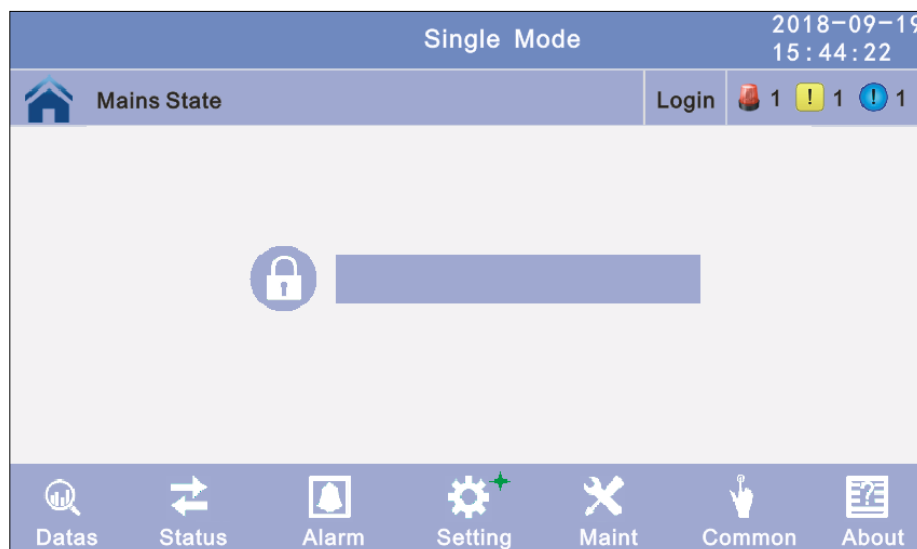 Single Mode
2018-09-19
15:44:22
Mains State
Login
1
! 1
! 1
Datas
Status
Alarm
Setting
Maint
Common
About